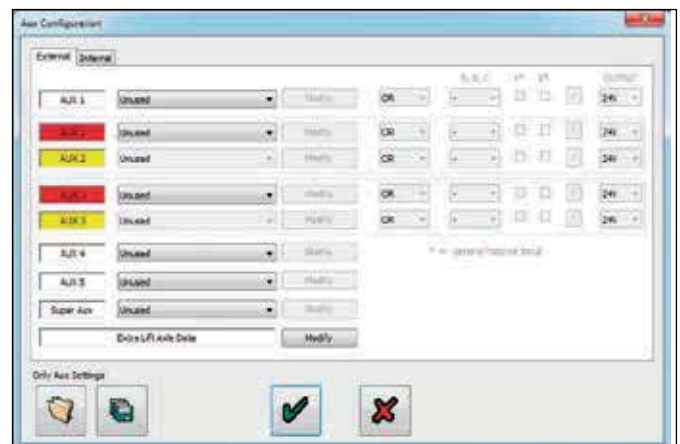 Aux Configuration
External Internal
OUTPUT
AUX 1 Unused Modify OR 24V
AUX 2 Unused Modify OR 24V
AUX 2 Unused Modify OR 24V
AUX 3 Unused Modify OR 24V
AUX 3 Unused Modify OR 24V
AUX 4 Unused Modify
AUX 5 Unused Modify
Super Aux Unused Modify
Extra Lift Axle Data Modify
Only Aux Settings